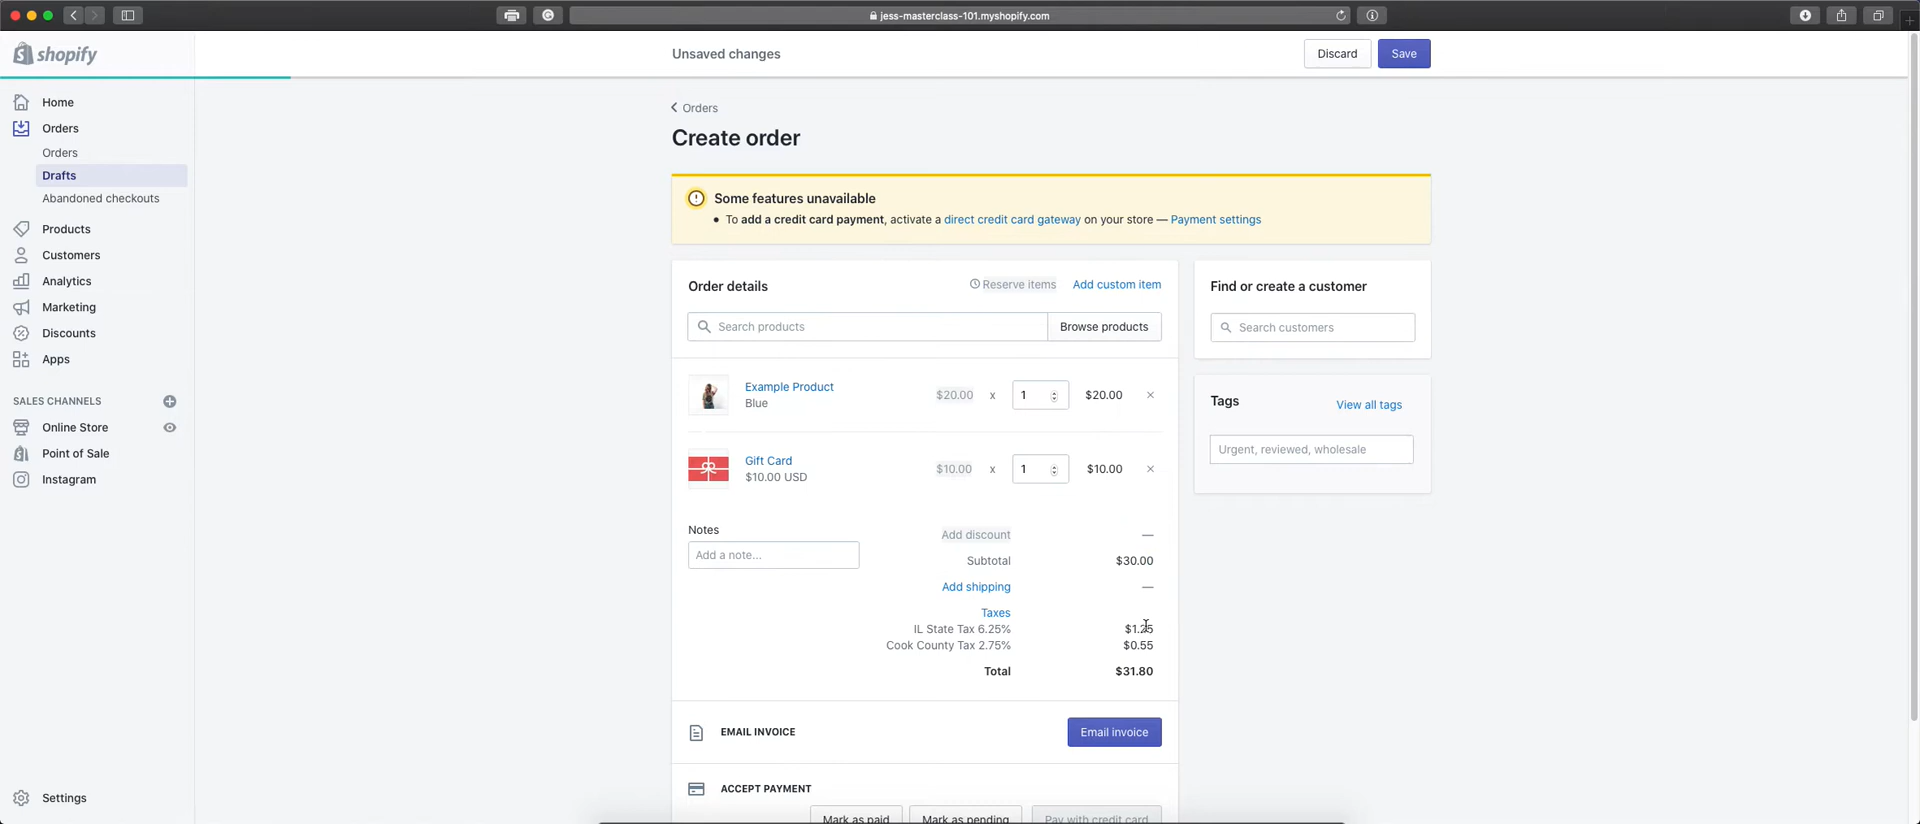 jess-masterclass-101.myshopify.com
shopify
Unsaved changes
Discard
Save
Home
Orders
Orders
Drafts
Abandoned checkouts
Products
Customers
Analytics
Marketing
Discounts
Apps
SALES CHANNELS
Online Store
Point of Sale
Instagram
Settings
Orders
Create order
Some features unavailable
• To add a credit card payment, activate a direct credit card gateway on your store — Payment settings
Order details
Reserve items
Add custom item
Search products
Browse products
Example Product
Blue
$20.00 x 1 $20.00 ×
Gift Card
$10.00 USD
$10.00 x 1 $10.00 ×
Notes
Add a note...
Add discount —
Subtotal $30.00
Add shipping —
Taxes
IL State Tax 6.25% $1.25
Cook County Tax 2.75% $0.55
Total $31.80
EMAIL INVOICE
Email invoice
ACCEPT PAYMENT
Mark as paid
Mark as pending
Pay with credit card
Find or create a customer
Search customers
Tags
View all tags
Urgent, reviewed, wholesale